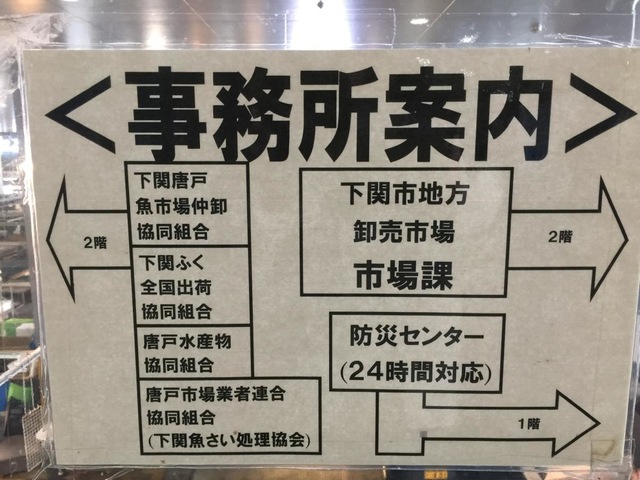 ＜事務所案内＞
下関唐戸
魚市場仲卸
協同組合
2階
下関ふく
全国出荷
協同組合
唐戸水産物
協同組合
唐戸市場業者連合
協同組合
(下関魚さい処理協会)
下関市地方
卸売市場
市場課
2階
防災センター
(24時間対応)
1階